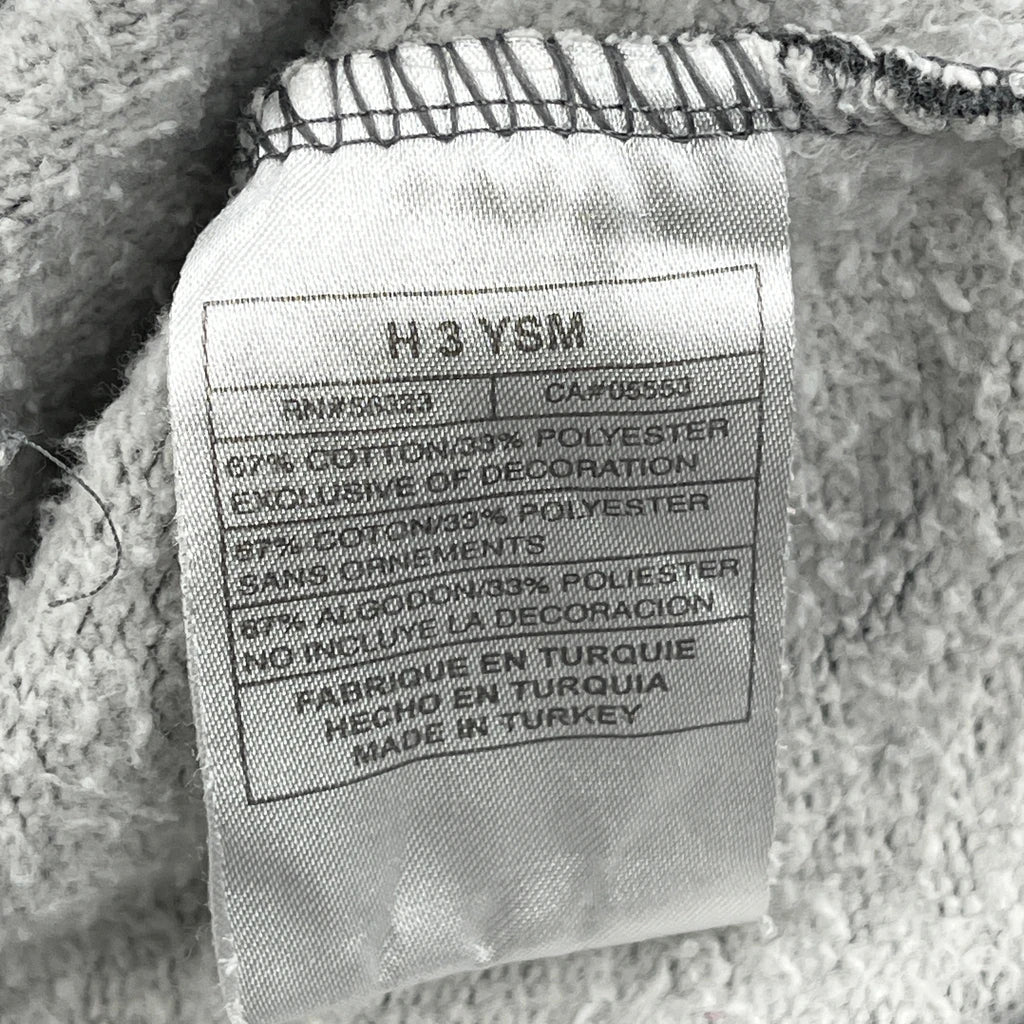 H 3 YSM
RN#56323 CA#05553
67% COTTON/33% POLYESTER
EXCLUSIVE OF DECORATION
67% COTON/33% POLYESTER
SANS ORNEMENTS
67% ALGODON/33% POLIESTER
NO INCLUYE LA DECORACION
FABRIQUE EN TURQUIE
HECHO EN TURQUIA
MADE IN TURKEY